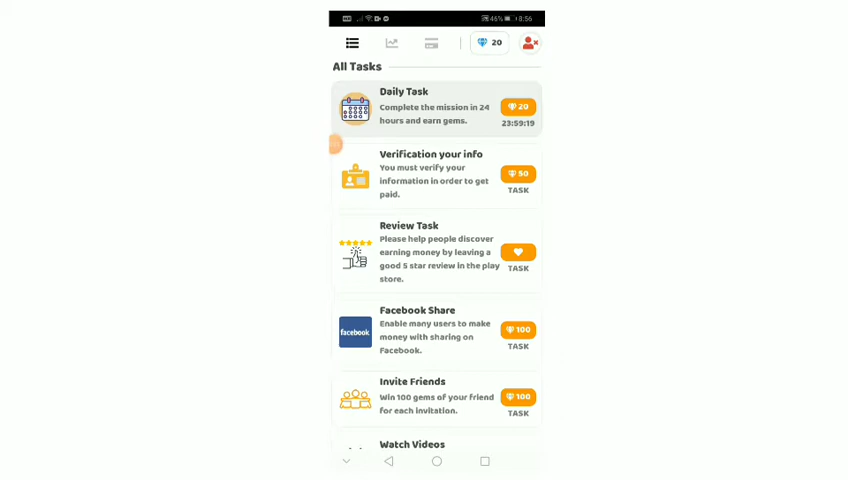 46% 8:56
20
All Tasks
Daily Task
Complete the mission in 24
hours and earn gems.
20
23:59:19
Verification your info
You must verify your
information in order to get
paid.
50
TASK
Review Task
Please help people discover
earning money by leaving a
good 5 star review in the play
store.
TASK
facebook
Facebook Share
Enable many users to make
money with sharing on
Facebook.
100
TASK
Invite Friends
Win 100 gems of your friend
for each invitation.
100
TASK
Watch Videos